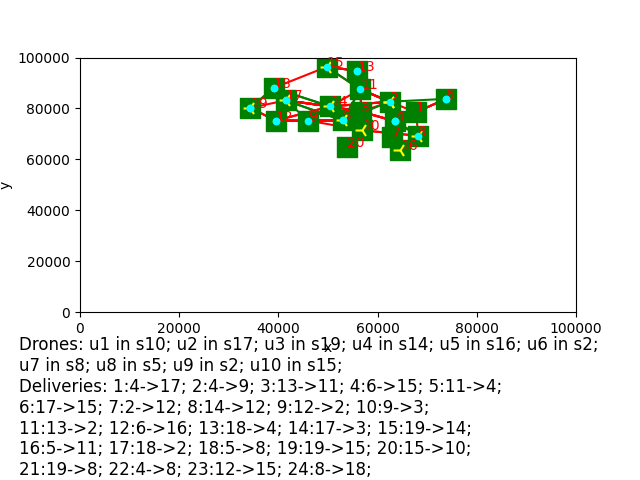 100000
80000
60000
40000
20000
0
y
0 20000 40000 60000 80000 100000
x
Drones: u1 in s10; u2 in s17; u3 in s19; u4 in s14; u5 in s16; u6 in s2;
u7 in s8; u8 in s5; u9 in s2; u10 in s15;
Deliveries: 1:4->17; 2:4->9; 3:13->11; 4:6->15; 5:11->4;
6:17->15; 7:2->12; 8:14->12; 9:12->2; 10:9->3;
11:13->2; 12:6->16; 13:18->4; 14:17->3; 15:19->14;
16:5->11; 17:18->2; 18:5->8; 19:19->15; 20:15->10;
21:19->8; 22:4->8; 23:12->15; 24:8->18;